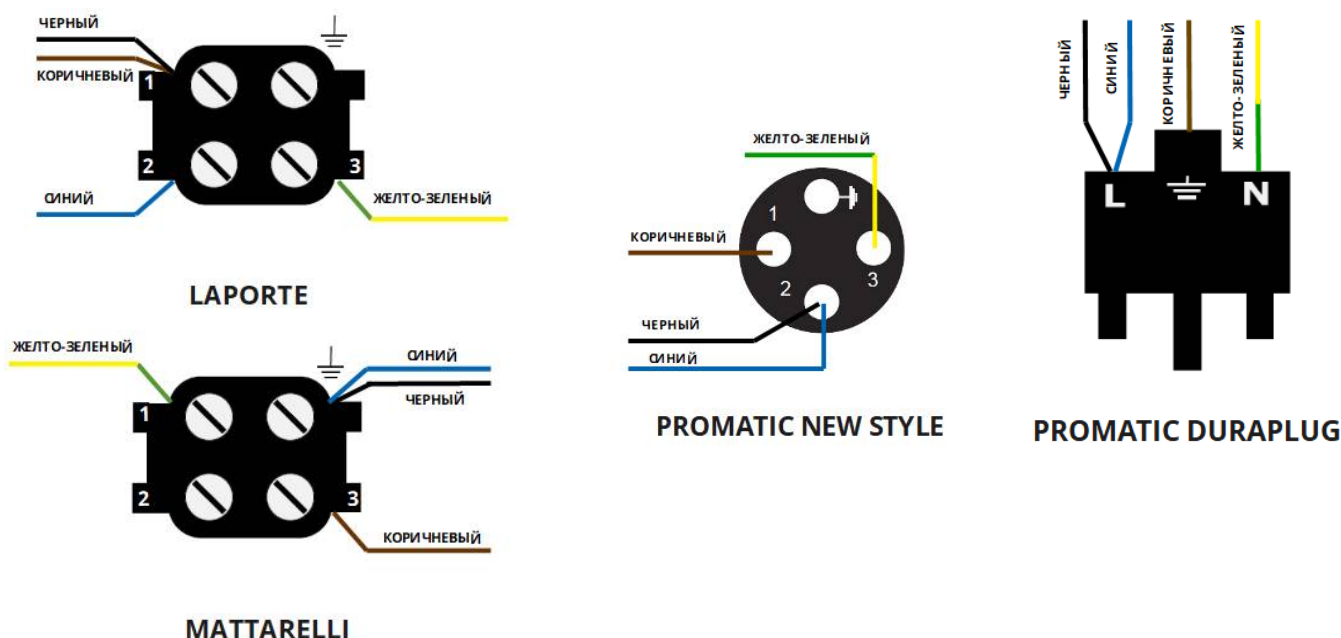 ЧЕРНЫЙ
КОРИЧНЕВЫЙ
1
2
3
СИНИЙ
ЖЕЛТО-ЗЕЛЕНЫЙ
LAPORTE
ЖЕЛТО-ЗЕЛЕНЫЙ
СИНИЙ
ЧЕРНЫЙ
1
2
3
КОРИЧНЕВЫЙ
MATTARELLI
ЖЕЛТО-ЗЕЛЕНЫЙ
1
КОРИЧНЕВЫЙ
2
3
ЧЕРНЫЙ
СИНИЙ
PROMATIC NEW STYLE
ЧЕРНЫЙ
СИНИЙ
КОРИЧНЕВЫЙ
ЖЕЛТО-ЗЕЛЕНЫЙ
L
N
PROMATIC DURAPLUG